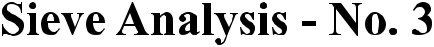 Sieve Analysis - No. 3